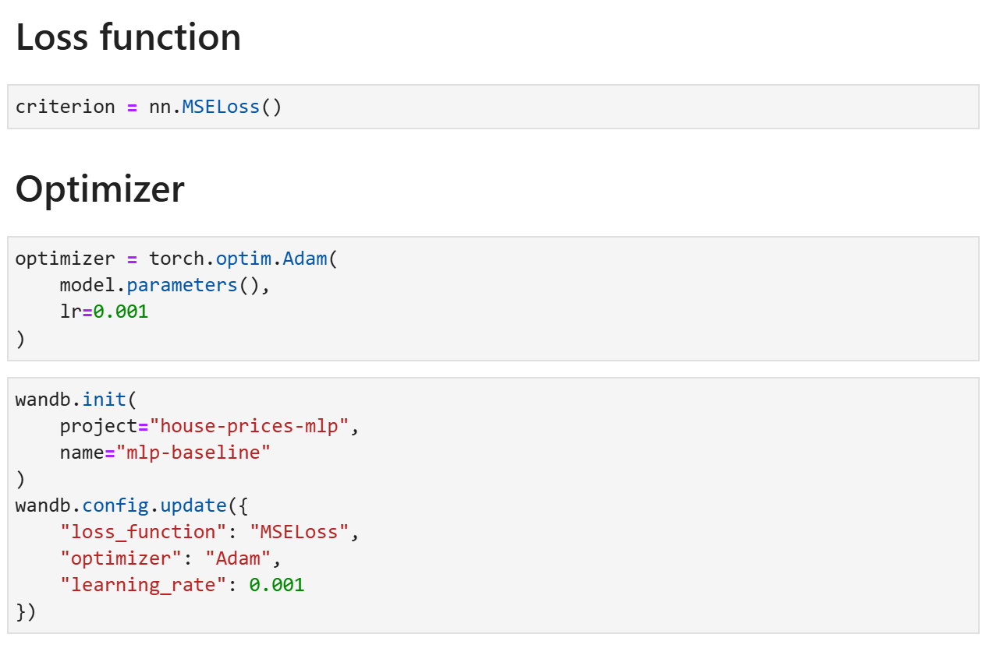 Loss function
criterion = nn.MSELoss()
Optimizer
optimizer = torch.optim.Adam(
    model.parameters(),
    lr=0.001
)
wandb.init(
    project="house-prices-mlp",
    name="mlp-baseline"
)
wandb.config.update({
    "loss_function": "MSELoss",
    "optimizer": "Adam",
    "learning_rate": 0.001
})